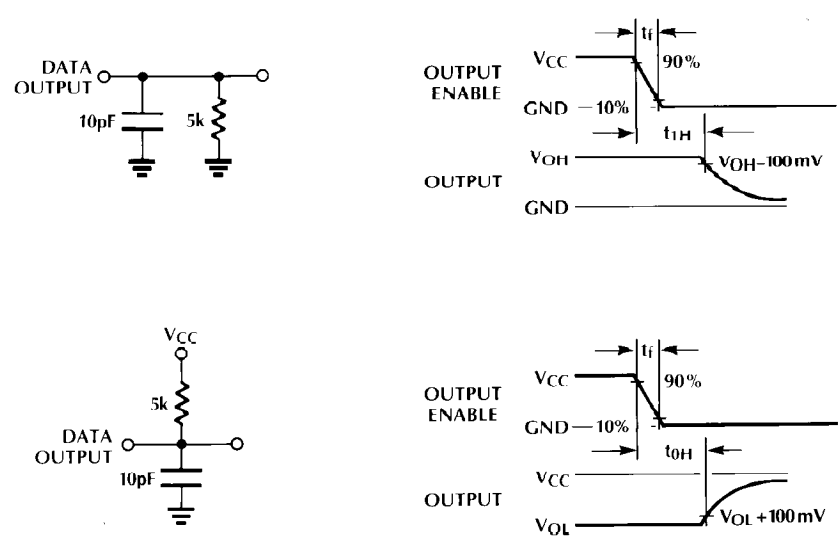 DATA
OUTPUT
10pF
5k
OUTPUT
ENABLE
VCC
GND
tf
90%
10%
t1H
OUTPUT
VOH
GND
VOH–100mV
VCC
5k
DATA
OUTPUT
10pF
OUTPUT
ENABLE
VCC
GND
tf
90%
10%
t0H
OUTPUT
VCC
VOL
VOL+100mV